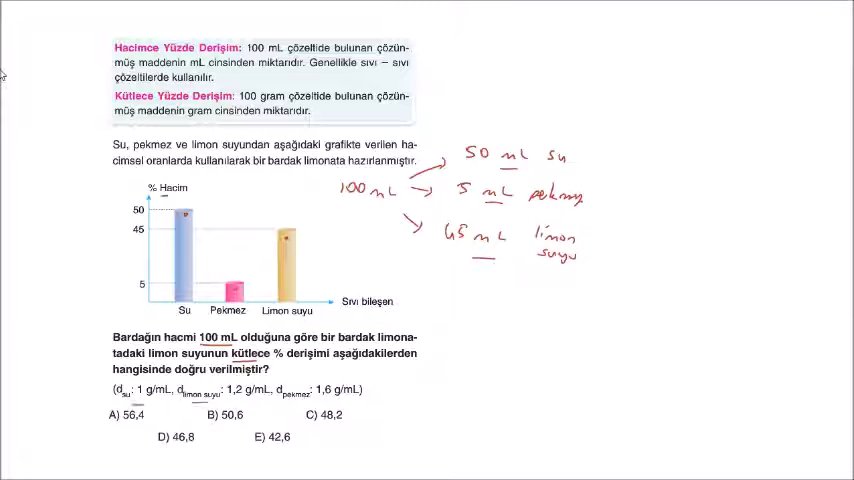 Hacimce Yüzde Derişim: 100 mL çözeltide bulunan çözün-
müş maddenin mL cinsinden miktarıdır. Genellikle sıvı – sıvı
çözeltilerde kullanılır.
Kütlece Yüzde Derişim: 100 gram çözeltide bulunan çözün-
müş maddenin gram cinsinden miktarıdır.
Su, pekmez ve limon suyundan aşağıdaki grafikte verilen ha-
cimsel oranlarda kullanılarak bir bardak limonata hazırlanmıştır.
% Hacim
50
45
5
Su Pekmez Limon suyu
Sıvı bileşen
100 mL
50 mL su
5 mL pekmez
45 mL limon
suyu
Bardağın hacmi 100 mL olduğuna göre bir bardak limona-
tadaki limon suyunun kütlece % derişimi aşağıdakilerden
hangisinde doğru verilmiştir?
(dsu: 1 g/mL, dlimon suyu: 1,2 g/mL, dpekmez: 1,6 g/mL)
A) 56,4 B) 50,6 C) 48,2
D) 46,8 E) 42,6